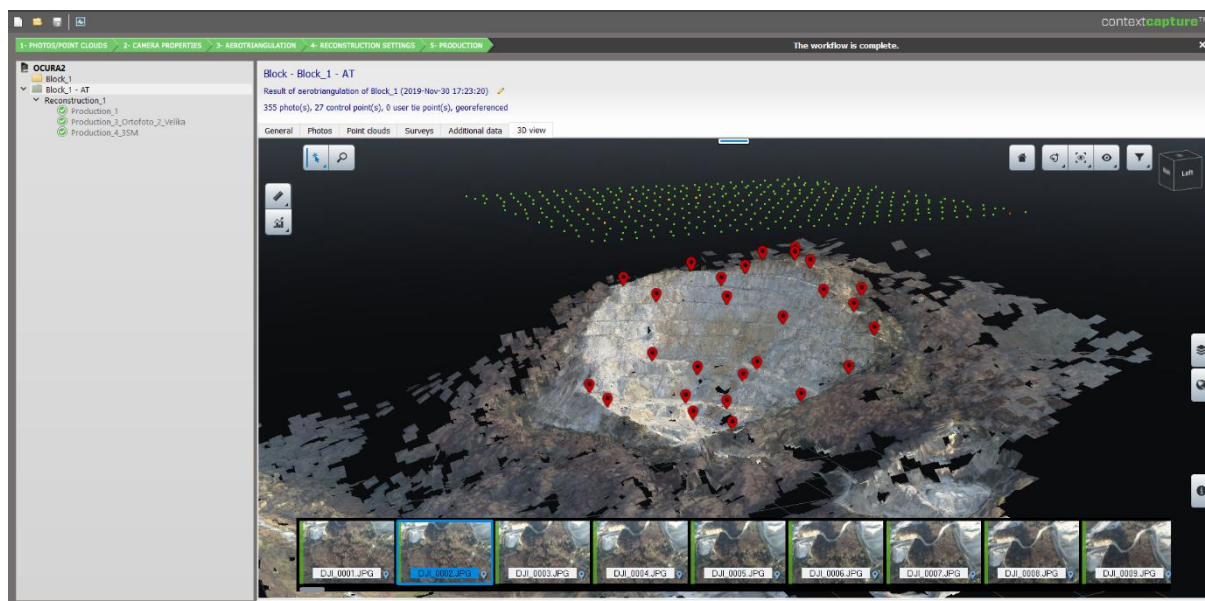 contextcapture™
1- PHOTOS/POINT CLOUDS 2- CAMERA PROPERTIES 3- AEROTRIANGULATION 4- RECONSTRUCTION SETTINGS 5- PRODUCTION
The workflow is complete.
OCURA2
Block_1
Block_1 - AT
Reconstruction_1
Production_1
Production_3_Ortofoto_2_Velika
Production_4_3SM
Block - Block_1 - AT
Result of aerotriangulation of Block_1 (2019-Nov-30 17:23:20)
355 photo(s), 27 control point(s), 0 user tie point(s), georeferenced
General Photos Point clouds Surveys Additional data 3D view
Left
DJI_0001.JPG DJI_0002.JPG DJI_0003.JPG DJI_0004.JPG DJI_0005.JPG DJI_0006.JPG DJI_0007.JPG DJI_0008.JPG DJI_0009.JPG